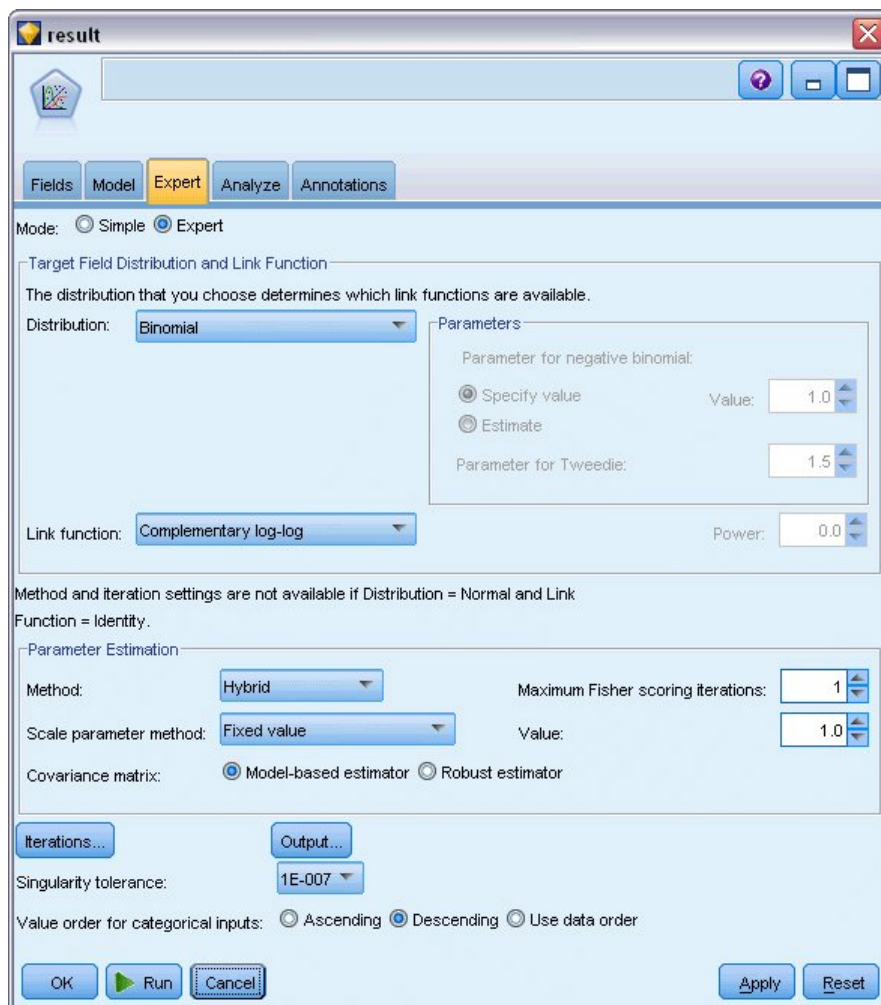 result
Fields Model Expert Analyze Annotations
Mode: Simple Expert
Target Field Distribution and Link Function
The distribution that you choose determines which link functions are available.
Distribution: Binomial
Parameters
Parameter for negative binomial:
Specify value Value: 1.0
Estimate
Parameter for Tweedie: 1.5
Link function: Complementary log-log Power: 0.0
Method and iteration settings are not available if Distribution = Normal and Link
Function = Identity.
Parameter Estimation
Method: Hybrid Maximum Fisher scoring iterations: 1
Scale parameter method: Fixed value Value: 1.0
Covariance matrix: Model-based estimator Robust estimator
Iterations... Output...
Singularity tolerance: 1E-007
Value order for categorical inputs: Ascending Descending Use data order
OK Run Cancel Apply Reset